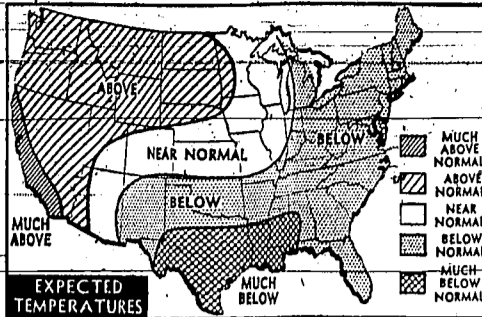 ABOVE
NEAR NORMAL
BELOW
BELOW
MUCH
ABOVE
MUCH
BELOW
MUCH
ABOVE
NORMAL
ABOVE
NORMAL
NEAR
NORMAL
BELOW
NORMAL
MUCH
BELOW
NORMAL
EXPECTED
TEMPERATURES